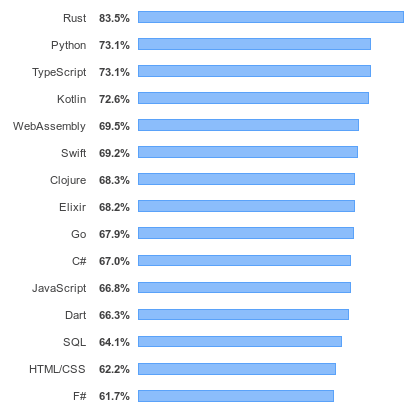 Rust 83.5%
Python 73.1%
TypeScript 73.1%
Kotlin 72.6%
WebAssembly 69.5%
Swift 69.2%
Clojure 68.3%
Elixir 68.2%
Go 67.9%
C# 67.0%
JavaScript 66.8%
Dart 66.3%
SQL 64.1%
HTML/CSS 62.2%
F# 61.7%